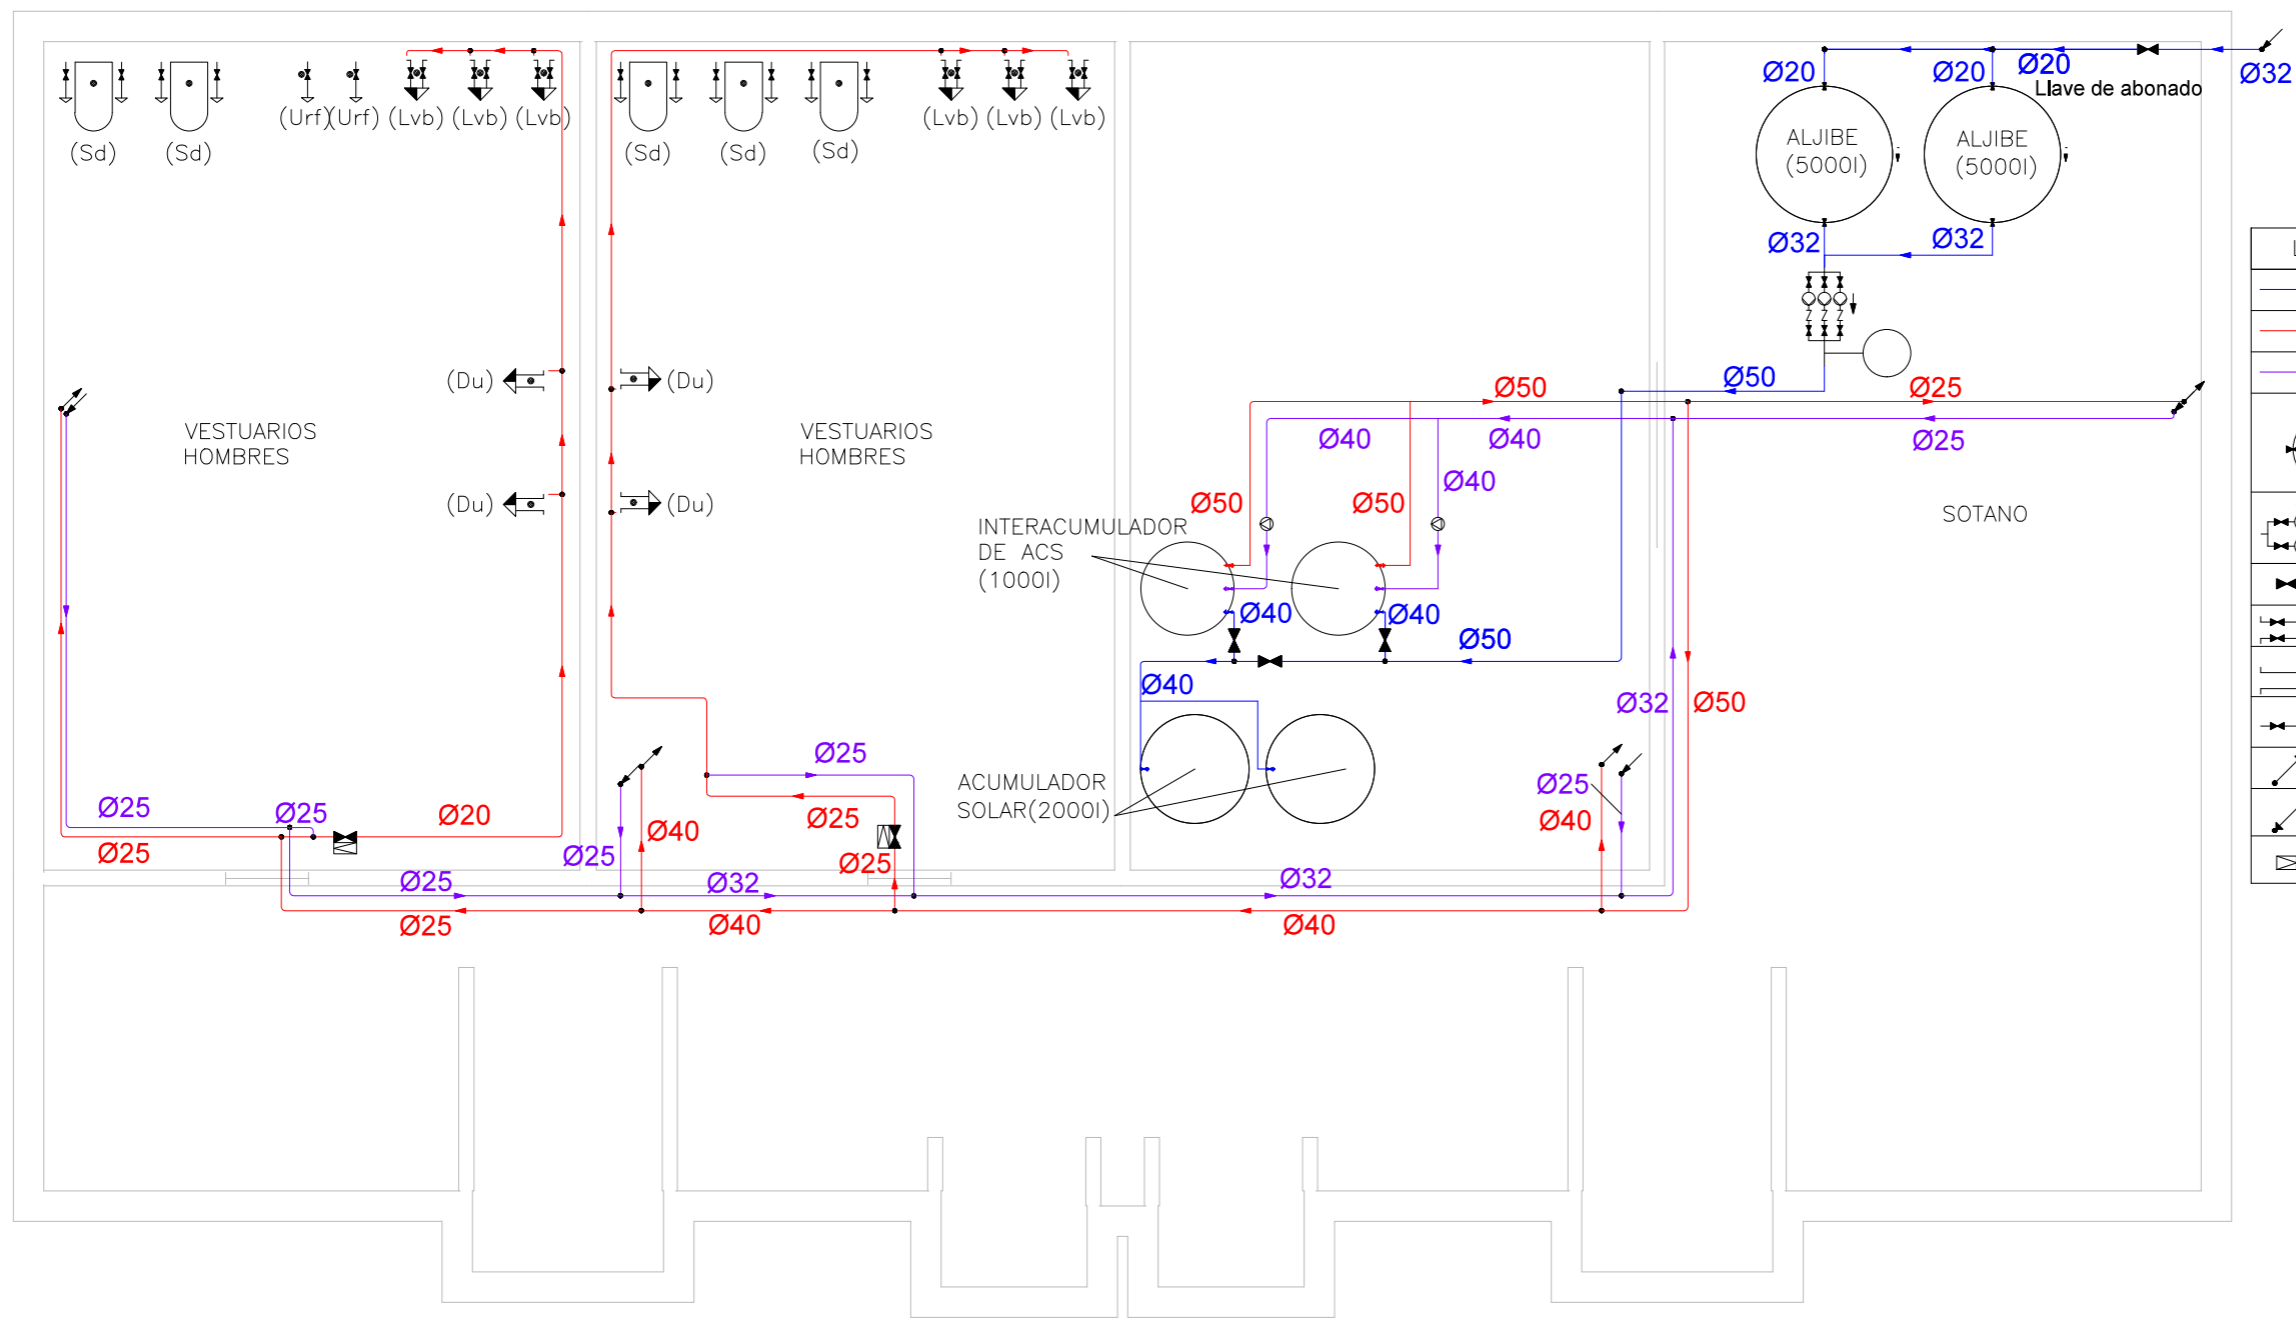 Ø20
Ø20
Ø20
Ø32
Llave de abonado
(Sd)
(Sd)
(Urf)
(Urf)
(Lvb)
(Lvb)
(Lvb)
(Sd)
(Sd)
(Sd)
(Lvb)
(Lvb)
(Lvb)
ALJIBE
(5000l)
ALJIBE
(5000l)
Ø32
Ø32
(Du)
(Du)
Ø50
Ø50
Ø25
VESTUARIOS
HOMBRES
VESTUARIOS
HOMBRES
Ø40
Ø40
Ø25
Ø40
(Du)
(Du)
Ø50
Ø50
SOTANO
INTERACUMULADOR
DE ACS
(1000l)
Ø40
Ø40
Ø50
Ø40
Ø32
Ø50
Ø25
ACUMULADOR
SOLAR(2000l)
Ø25
Ø25
Ø25
Ø20
Ø40
Ø25
Ø40
Ø25
Ø25
Ø25
Ø25
Ø32
Ø32
Ø25
Ø40
Ø40